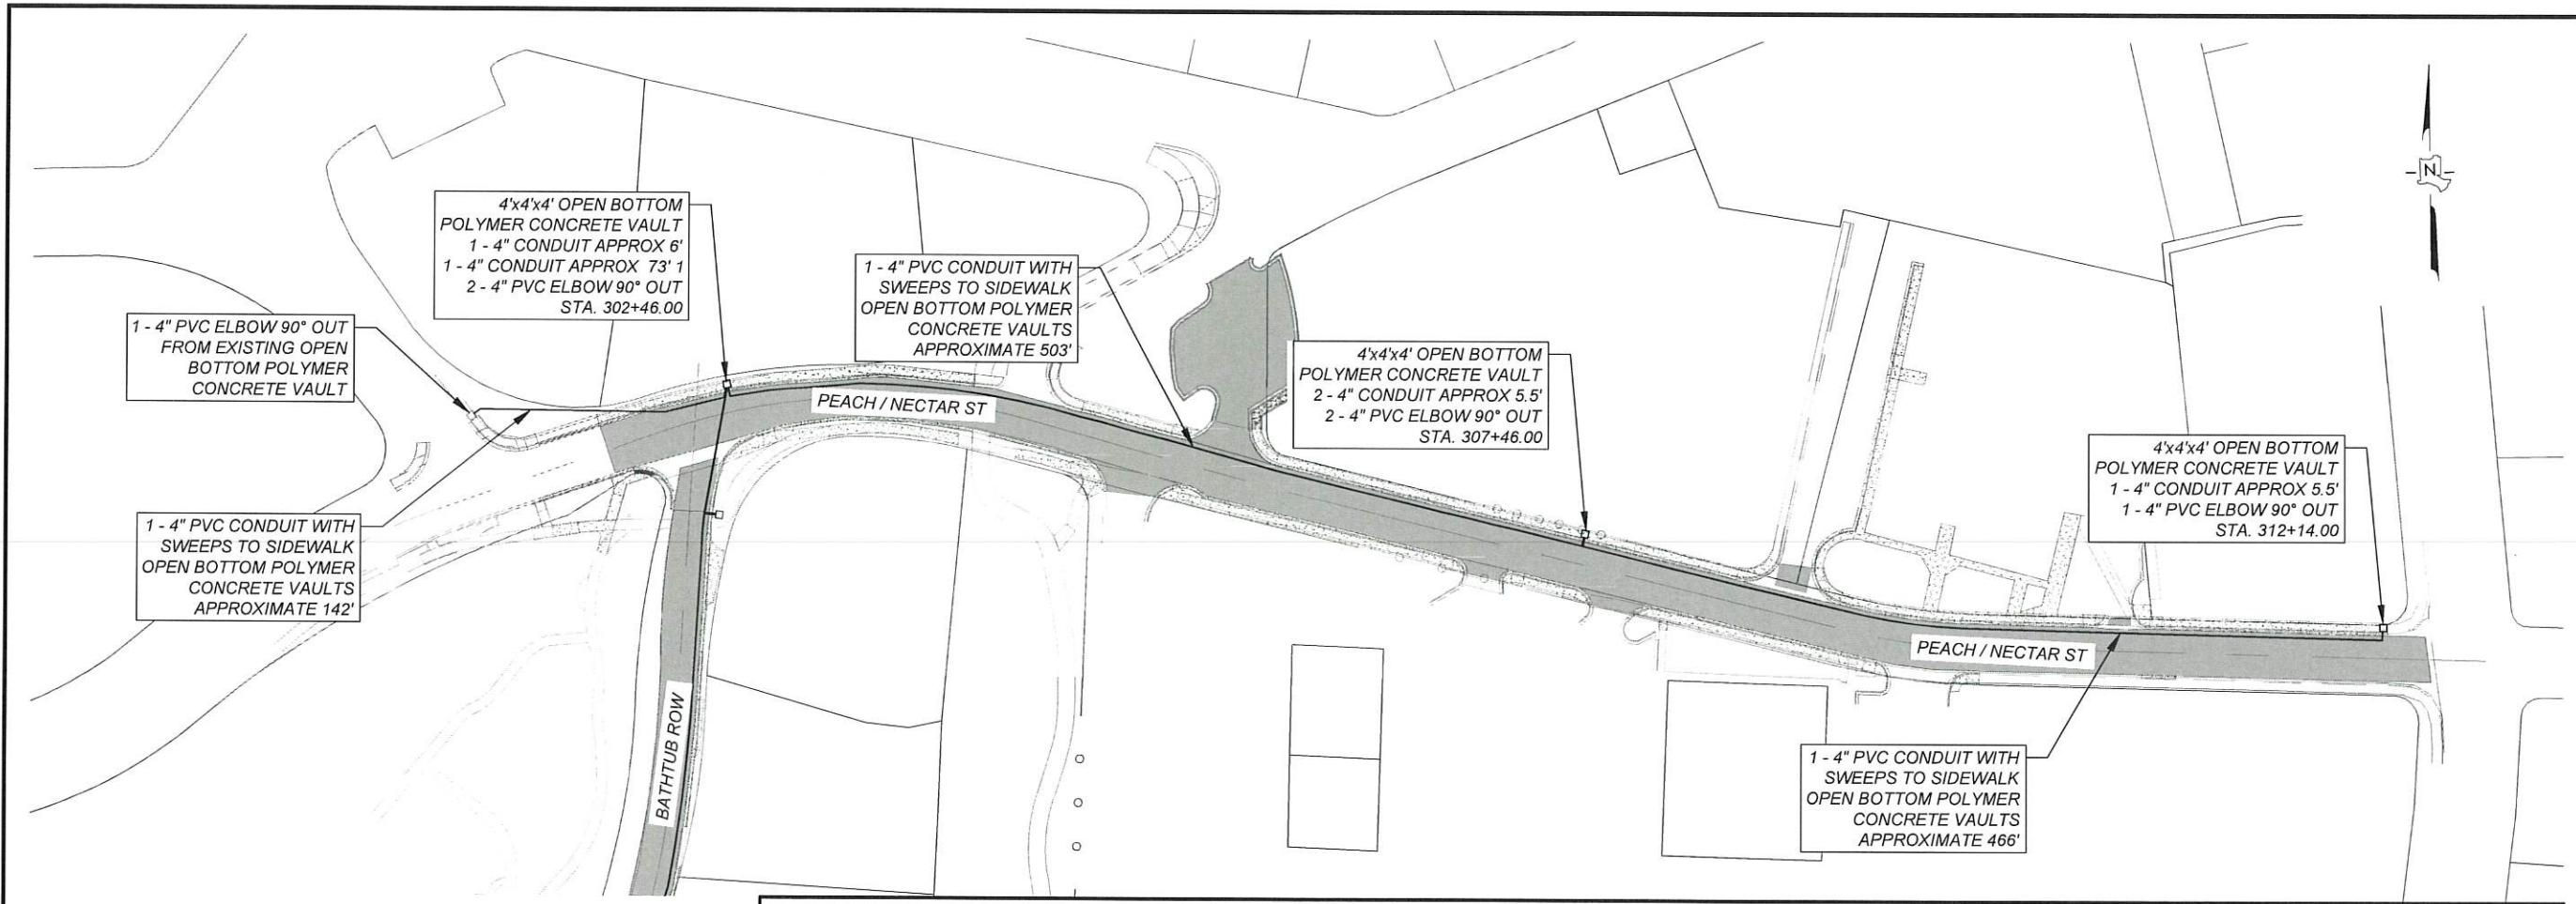 4'x4'x4' OPEN BOTTOM
POLYMER CONCRETE VAULT
1 - 4" CONDUIT APPROX 6'
1 - 4" CONDUIT APPROX 73' 1
2 - 4" PVC ELBOW 90° OUT
STA. 302+46.00
1 - 4" PVC CONDUIT WITH
SWEEPS TO SIDEWALK
OPEN BOTTOM POLYMER
CONCRETE VAULTS
APPROXIMATE 503'
1 - 4" PVC ELBOW 90° OUT
FROM EXISTING OPEN
BOTTOM POLYMER
CONCRETE VAULT
4'x4'x4' OPEN BOTTOM
POLYMER CONCRETE VAULT
2 - 4" CONDUIT APPROX 5.5'
2 - 4" PVC ELBOW 90° OUT
STA. 307+46.00
4'x4'x4' OPEN BOTTOM
POLYMER CONCRETE VAULT
1 - 4" CONDUIT APPROX 5.5'
1 - 4" PVC ELBOW 90° OUT
STA. 312+14.00
1 - 4" PVC CONDUIT WITH
SWEEPS TO SIDEWALK
OPEN BOTTOM POLYMER
CONCRETE VAULTS
APPROXIMATE 142'
PEACH / NECTAR ST
PEACH / NECTAR ST
BATHTUB ROW
1 - 4" PVC CONDUIT WITH
SWEEPS TO SIDEWALK
OPEN BOTTOM POLYMER
CONCRETE VAULTS
APPROXIMATE 466'
N